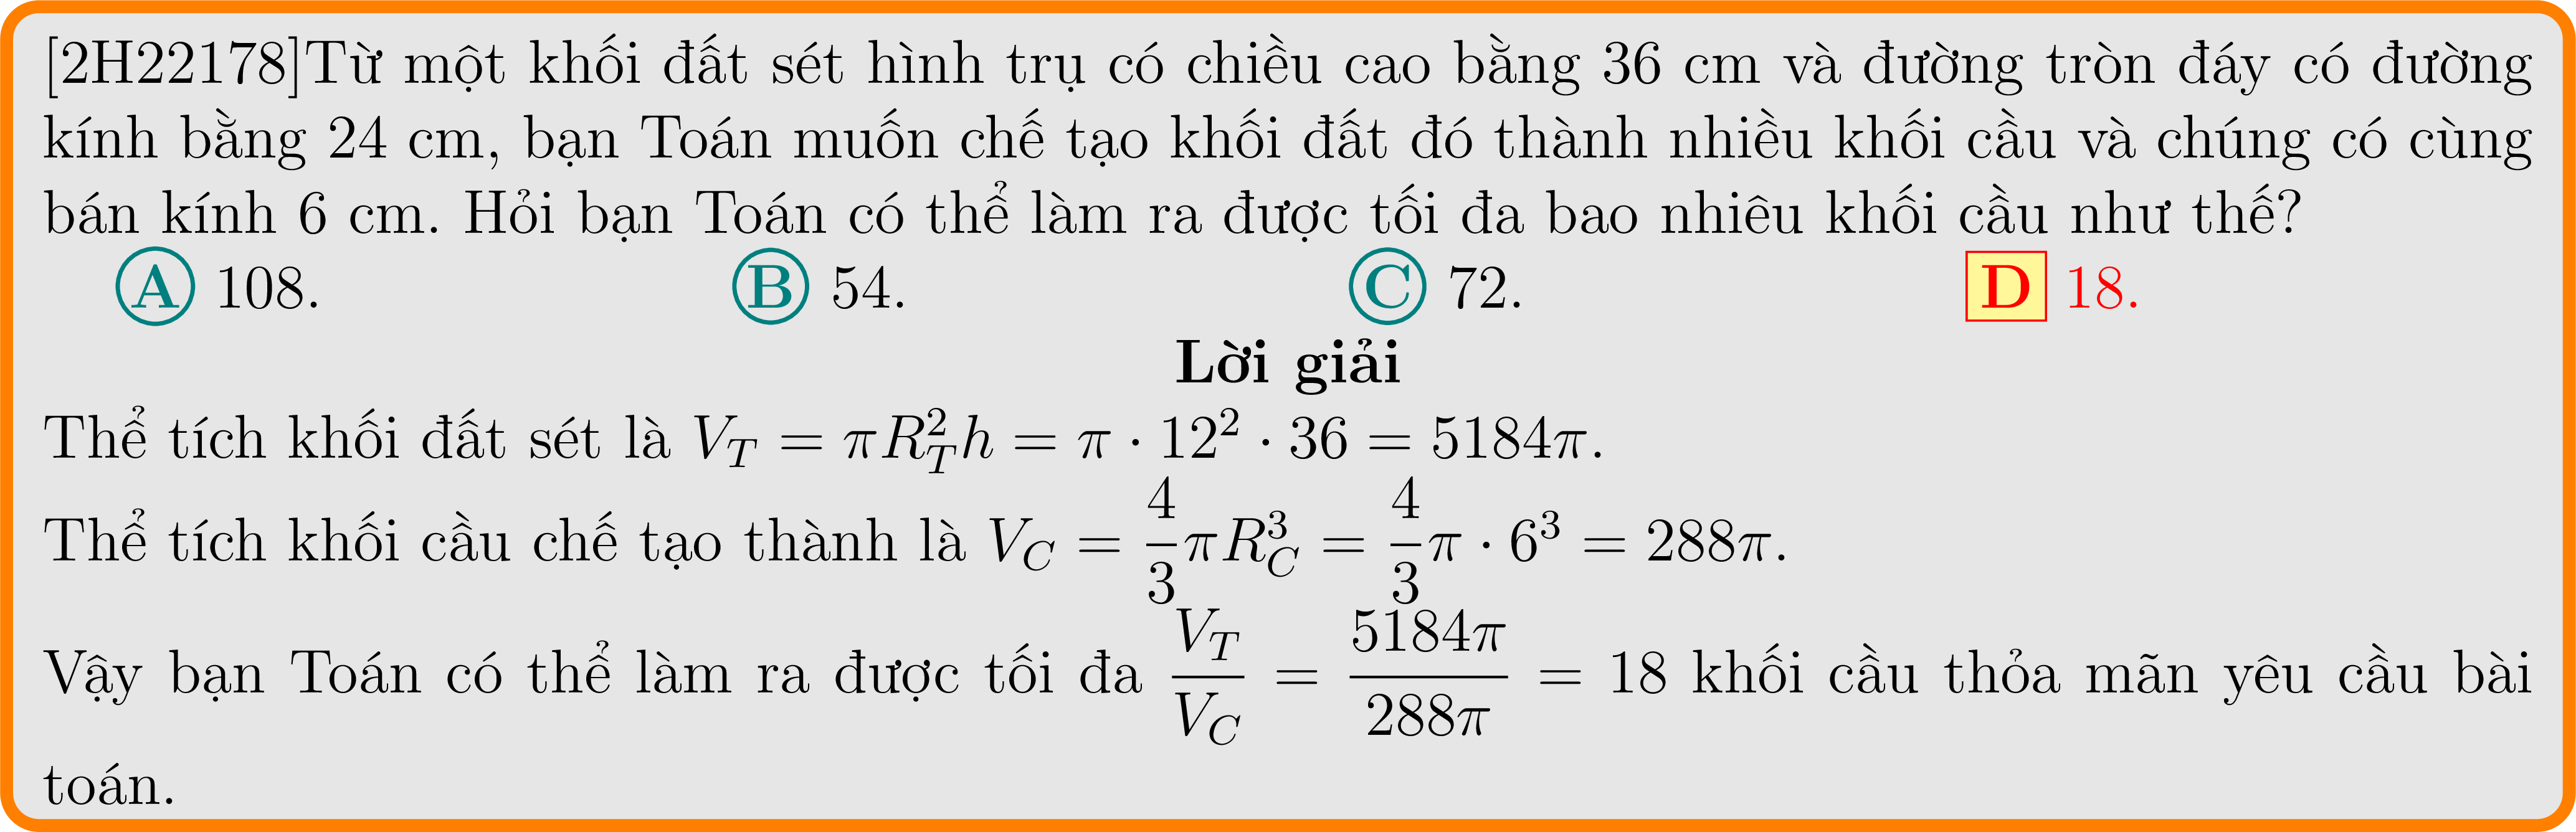 [2H22178]Từ một khối đất sét hình trụ có chiều cao bằng 36 cm và đường tròn đáy có đường
kính bằng 24 cm, bạn Toán muốn chế tạo khối đất đó thành nhiều khối cầu và chúng có cùng
bán kính 6 cm. Hỏi bạn Toán có thể làm ra được tối đa bao nhiêu khối cầu như thế?
A 108. B 54. C 72. D 18.
Lời giải
Thể tích khối đất sét là $V_T = \pi R_T^2 h = \pi \cdot 12^2 \cdot 36 = 5184\pi$.
Thể tích khối cầu chế tạo thành là $V_C = \dfrac{4}{3}\pi R_C^3 = \dfrac{4}{3}\pi \cdot 6^3 = 288\pi$.
Vậy bạn Toán có thể làm ra được tối đa $\dfrac{V_T}{V_C} = \dfrac{5184\pi}{288\pi} = 18$ khối cầu thỏa mãn yêu cầu bài
toán.